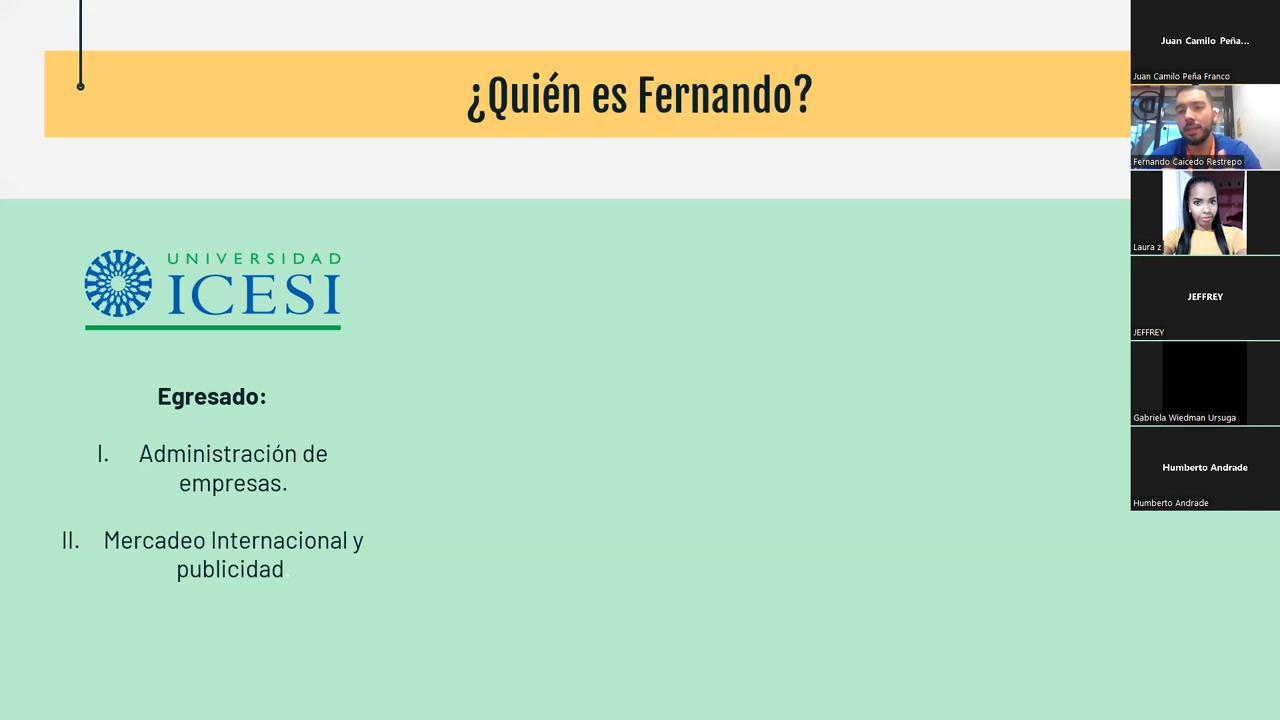 ¿Quién es Fernando?
UNIVERSIDAD
ICESI
Egresado:
I. Administración de
empresas.
II. Mercadeo Internacional y
publicidad.
Juan Camilo Peña...
Juan Camilo Peña Franco
Fernando Caicedo Restrepo
Laura z
JEFFREY
JEFFREY
Gabriela Wiedman Ursuga
Humberto Andrade
Humberto Andrade